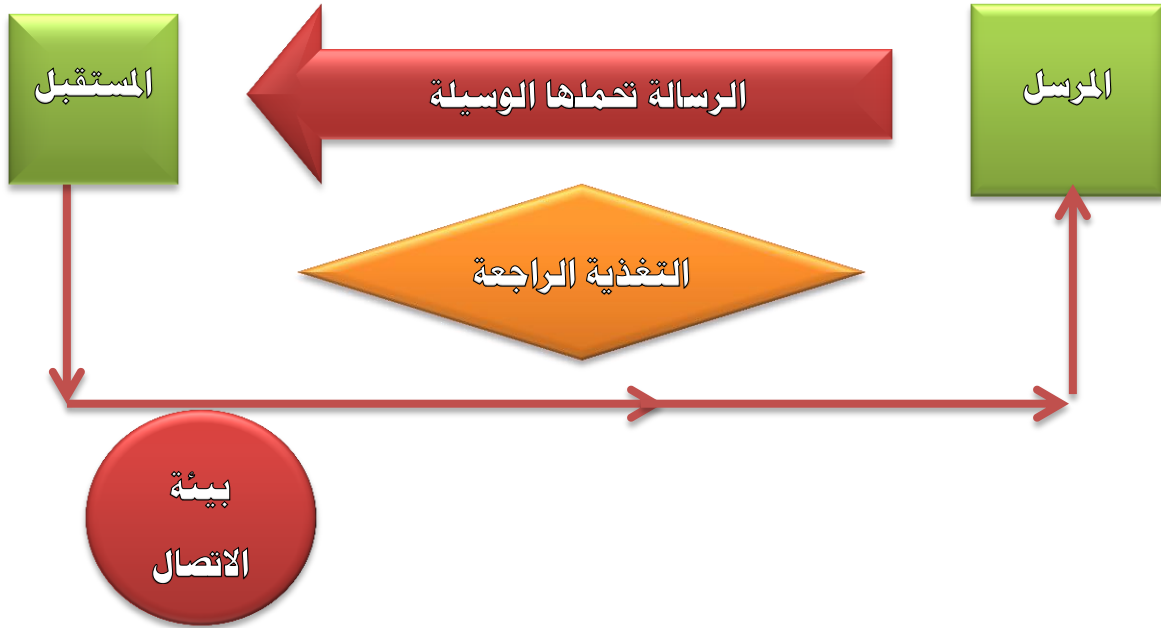 المرسل
الرسالة تحملها الوسيلة
المستقبل
التغذية الراجعة
بيئة
الاتصال